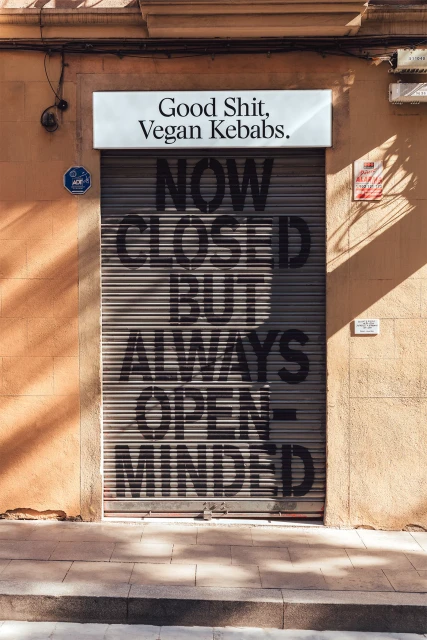 Good Shit,
Vegan Kebabs.
NOW
CLOSED
BUT
ALWAYS
OPEN-
MINDED